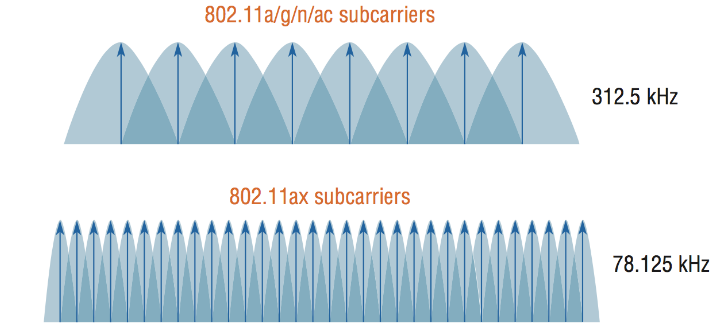 802.11a/g/n/ac subcarriers
312.5 kHz
802.11ax subcarriers
78.125 kHz